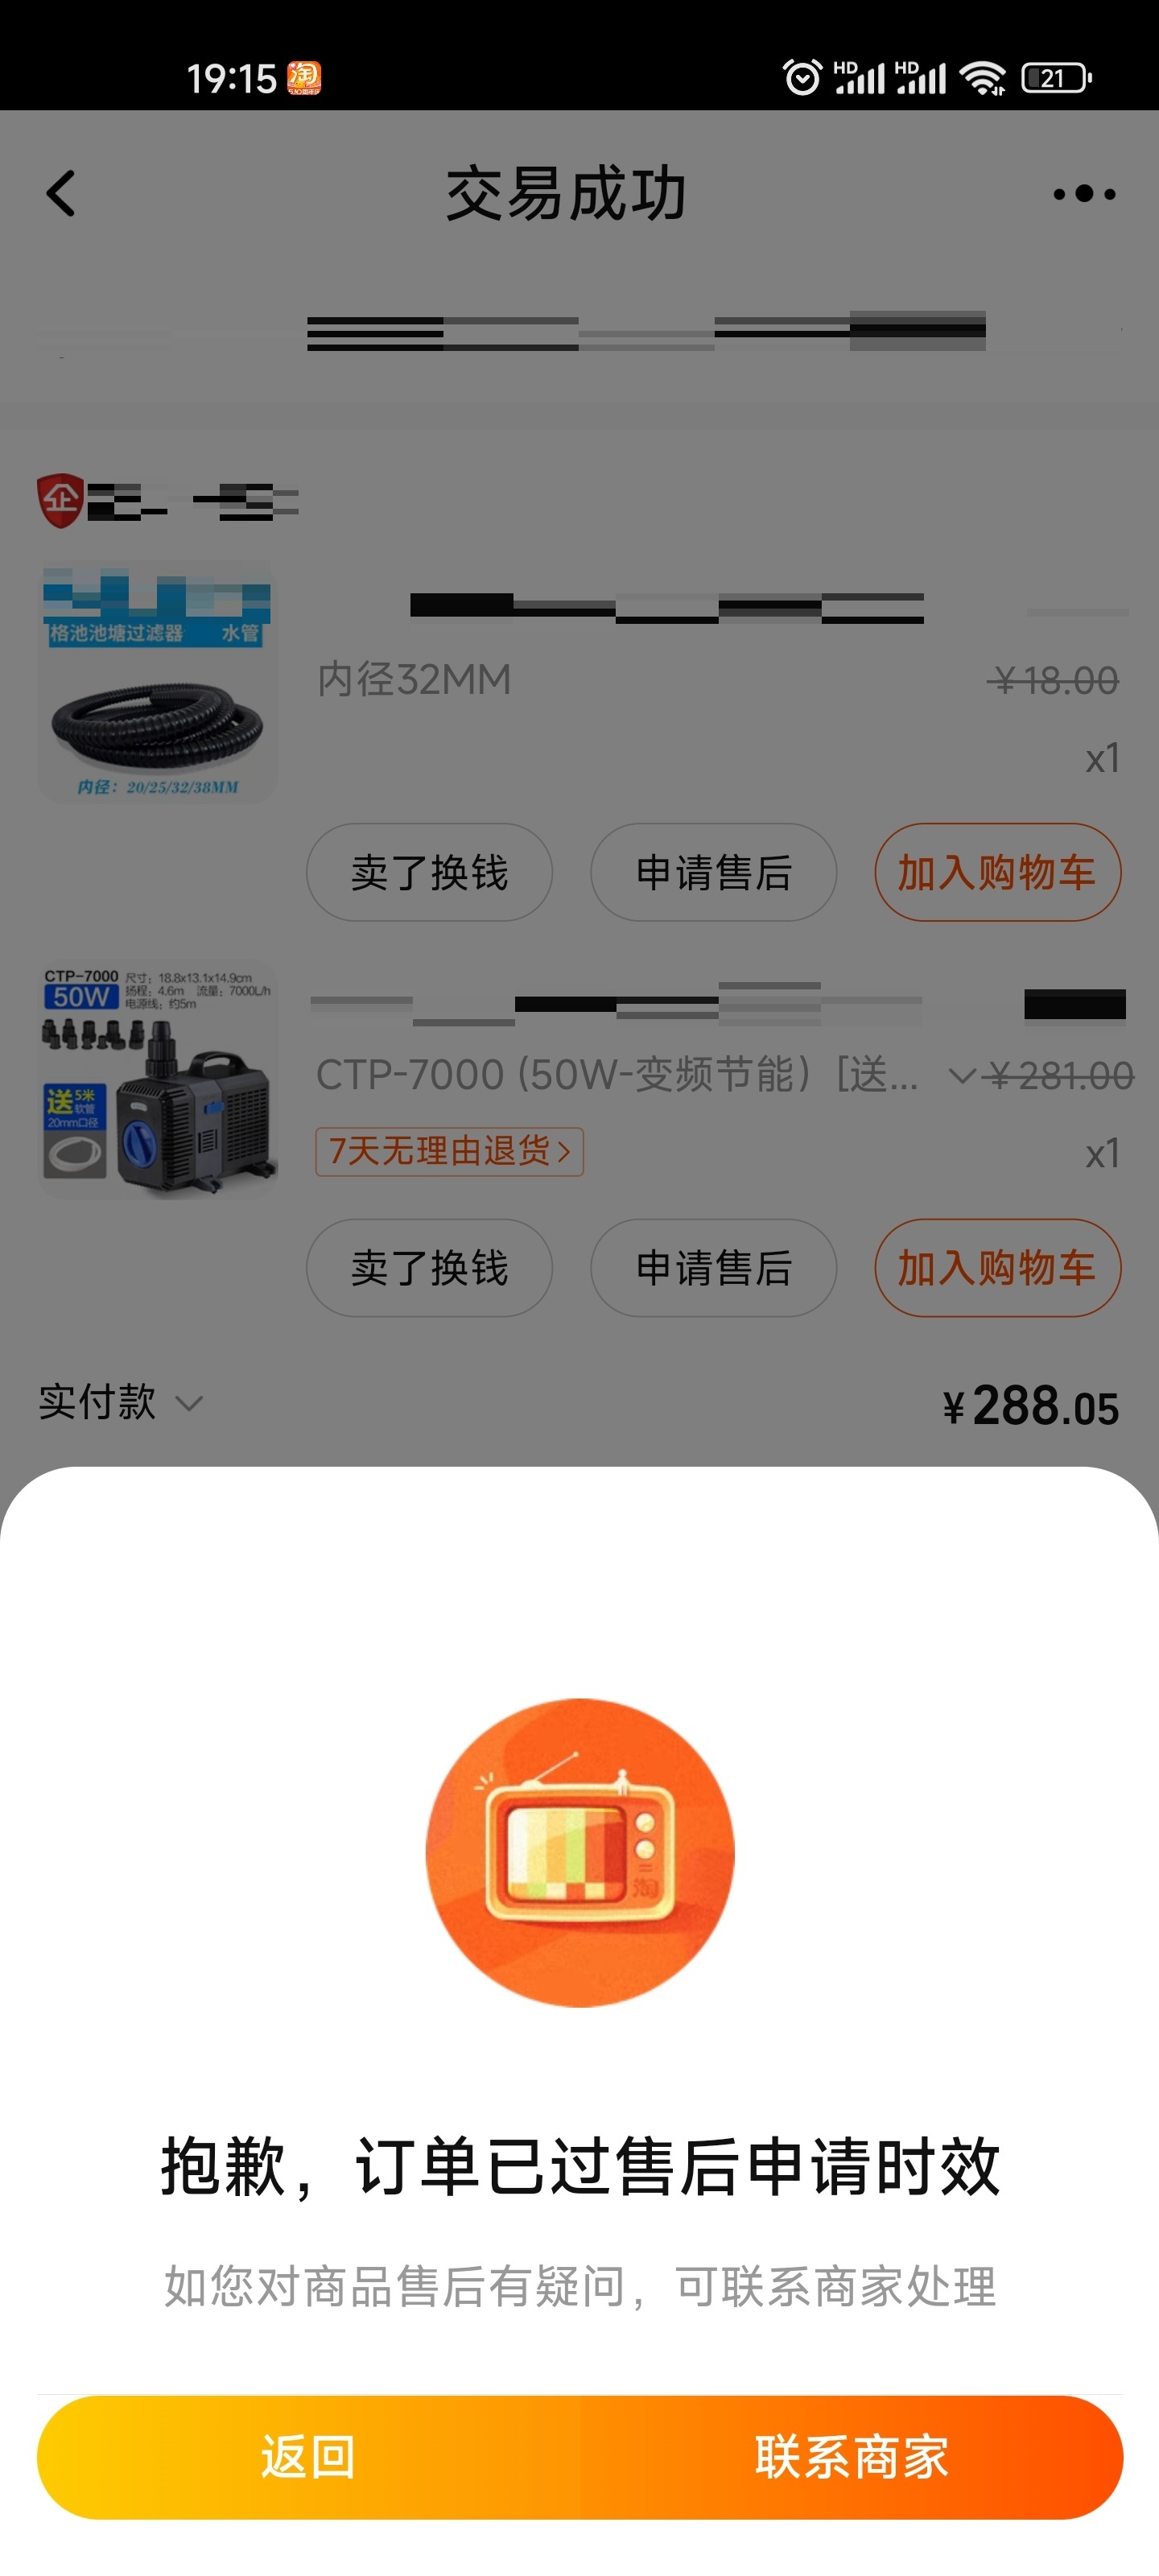 19:15
淘
HD
HD
21
交易成功
企
格池池塘过滤器 水管
内径：20/25/32/38MM
内径32MM
¥18.00
x1
卖了换钱
申请售后
加入购物车
CTP-7000
50W
尺寸：18.8x13.1x14.9cm
扬程：4.6m 流量：7000L/h
电源线：约5m
送5米
软管
20mm口径
CTP-7000 (50W-变频节能）[送...
¥281.00
7天无理由退货>
x1
卖了换钱
申请售后
加入购物车
实付款
¥288.05
淘
抱歉，订单已过售后申请时效
如您对商品售后有疑问，可联系商家处理
返回
联系商家